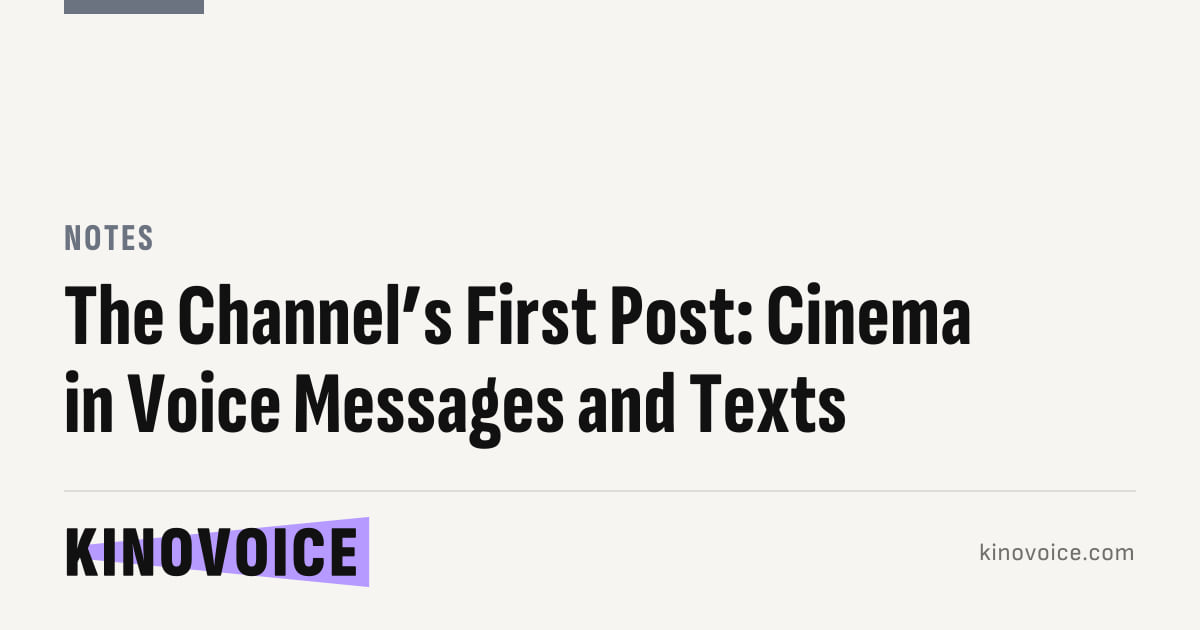 NOTES
The Channel’s First Post: Cinema
in Voice Messages and Texts
KINOVOICE
kinovoice.com